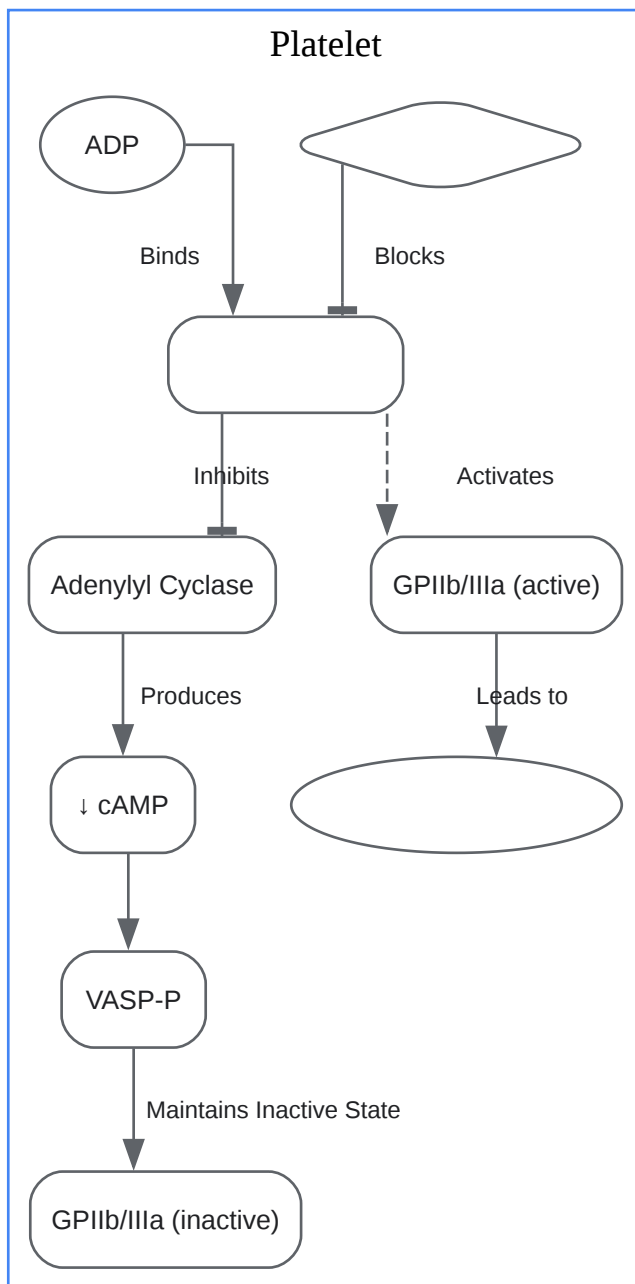 Platelet
ADP
Binds
Blocks
Inhibits
Activates
Adenylyl Cyclase
GPIIb/IIIa (active)
Produces
Leads to
↓ cAMP
VASP-P
Maintains Inactive State
GPIIb/IIIa (inactive)